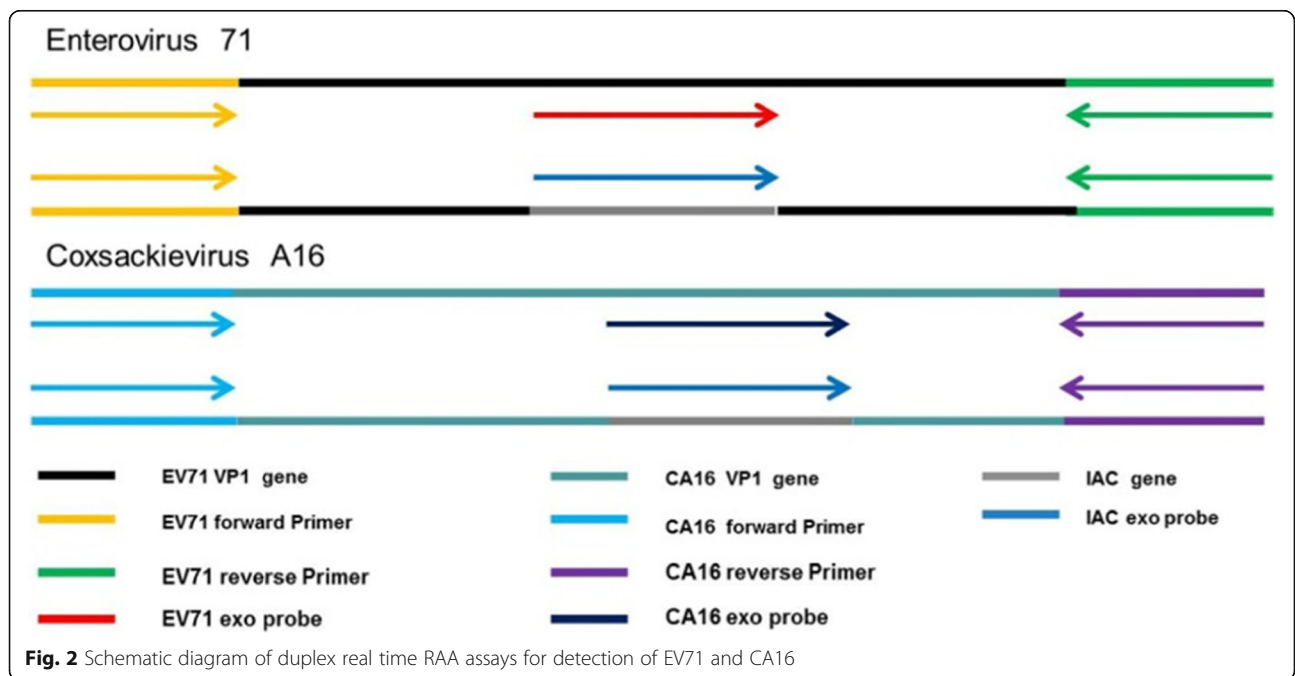 Enterovirus 71
Coxsackievirus A16
EV71 VP1 gene
CA16 VP1 gene
IAC gene
EV71 forward Primer
CA16 forward Primer
IAC exo probe
EV71 reverse Primer
CA16 reverse Primer
EV71 exo probe
CA16 exo probe
Fig. 2 Schematic diagram of duplex real time RAA assays for detection of EV71 and CA16